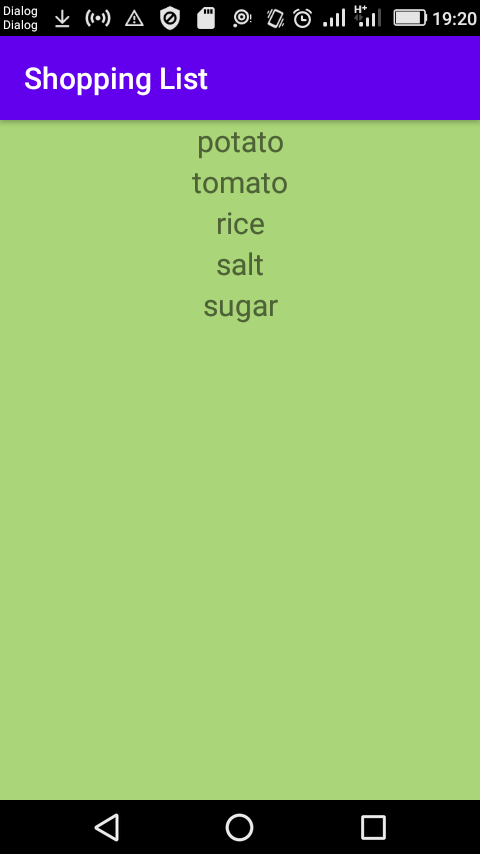 Dialog
Dialog
H+
19:20
Shopping List
potato
tomato
rice
salt
sugar